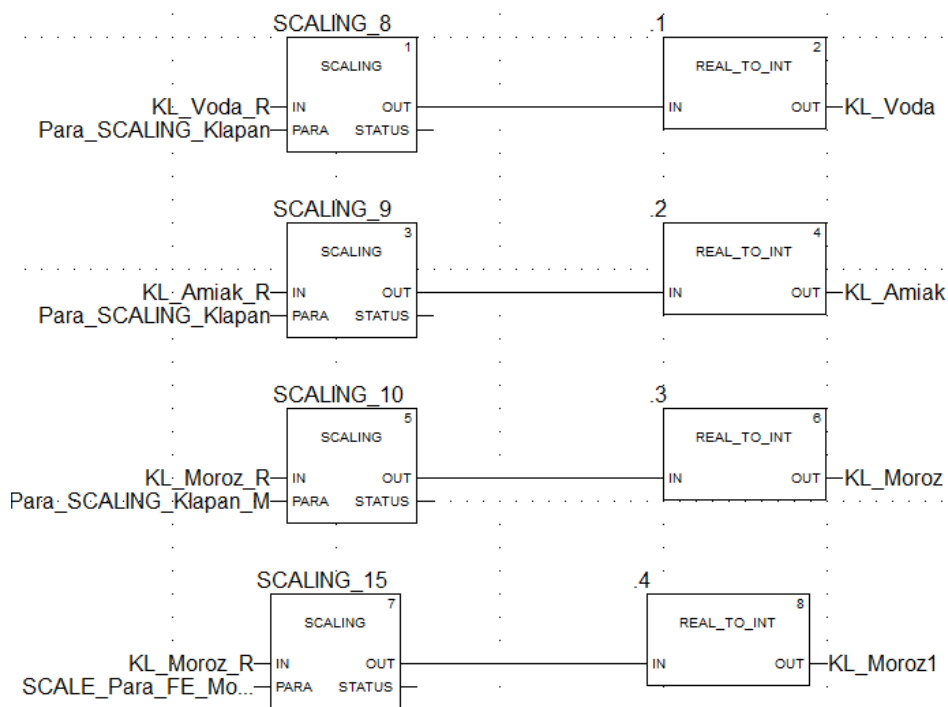 SCALING_8 .1
1 2
SCALING REAL_TO_INT
KL_Voda_R IN OUT IN OUT KL_Voda
Para_SCALING_Klapan PARA STATUS
SCALING_9 .2
3 4
SCALING REAL_TO_INT
KL_Amiak_R IN OUT IN OUT KL_Amiak
Para_SCALING_Klapan PARA STATUS
SCALING_10 .3
5 6
SCALING REAL_TO_INT
KL_Moroz_R IN OUT IN OUT KL_Moroz
Para_SCALING_Klapan_M PARA STATUS
SCALING_15 .4
7 8
SCALING REAL_TO_INT
KL_Moroz_R IN OUT IN OUT KL_Moroz1
SCALE_Para_FE_Mo... PARA STATUS